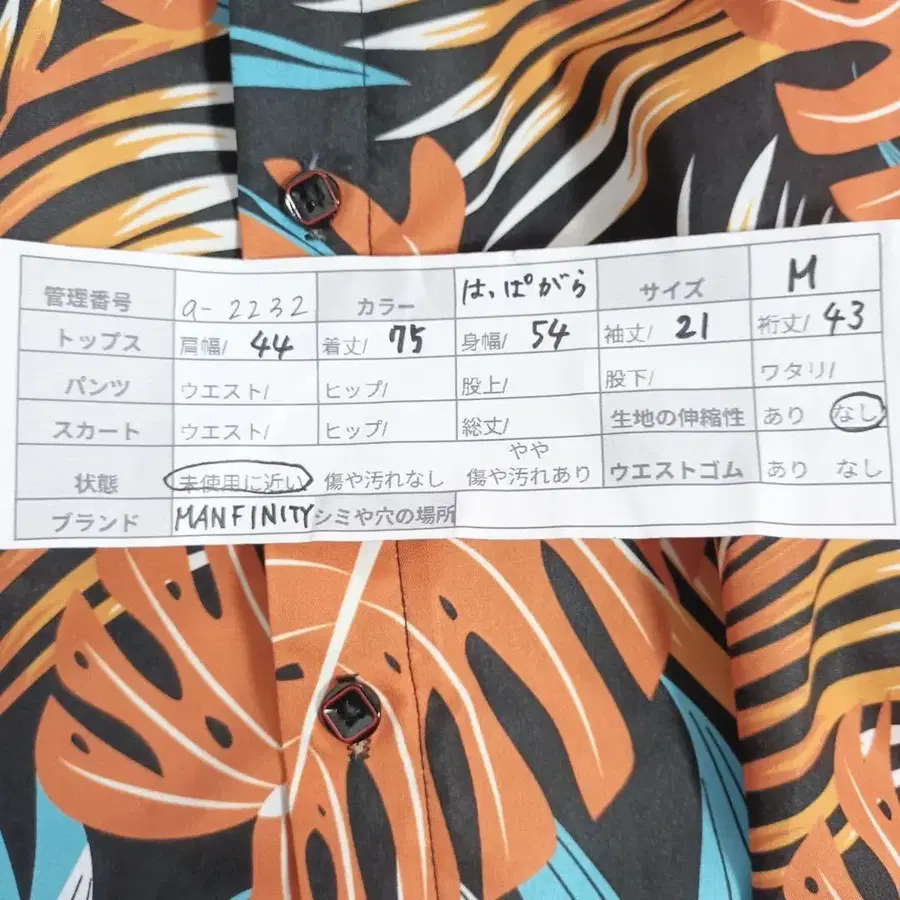 管理番号 a-2232 カラー はっぱがら サイズ M
トップス 肩幅/ 44 着丈/ 75 身幅/ 54 袖丈/ 21 裄丈/ 43
パンツ ウエスト/ ヒップ/ 股上/ 股下/ ワタリ/
スカート ウエスト/ ヒップ/ 総丈/ 生地の伸縮性 あり なし
状態 未使用に近い 傷や汚れなし やや傷や汚れあり ウエストゴム あり なし
ブランド MANFINITY シミや穴の場所